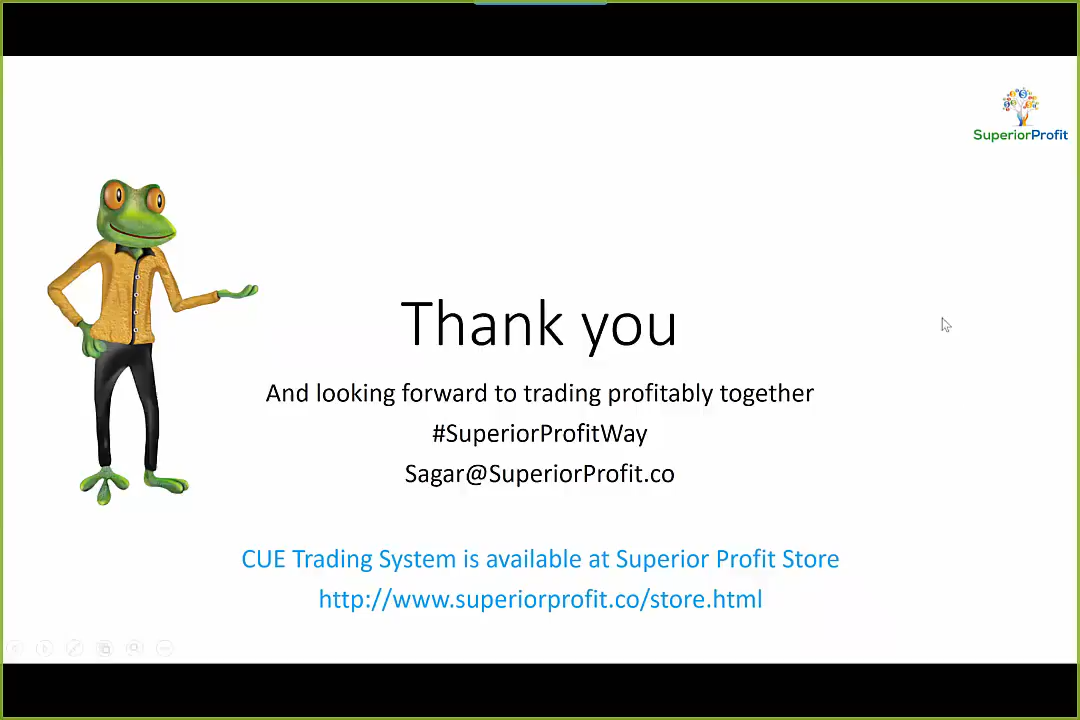 SuperiorProfit
Thank you
And looking forward to trading profitably together
#SuperiorProfitWay
Sagar@SuperiorProfit.co
CUE Trading System is available at Superior Profit Store
http://www.superiorprofit.co/store.html